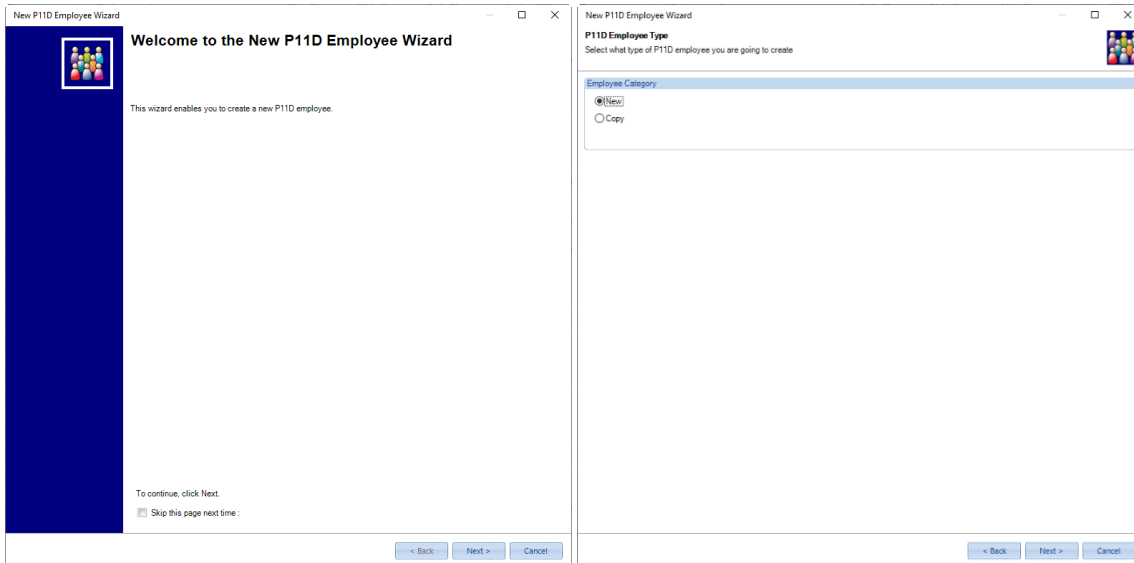 New P11D Employee Wizard
Welcome to the New P11D Employee Wizard
This wizard enables you to create a new P11D employee.
To continue, click Next.
Skip this page next time :
< Back
Next >
Cancel
New P11D Employee Wizard
P11D Employee Type
Select what type of P11D employee you are going to create
Employee Category
New
Copy
< Back
Next >
Cancel